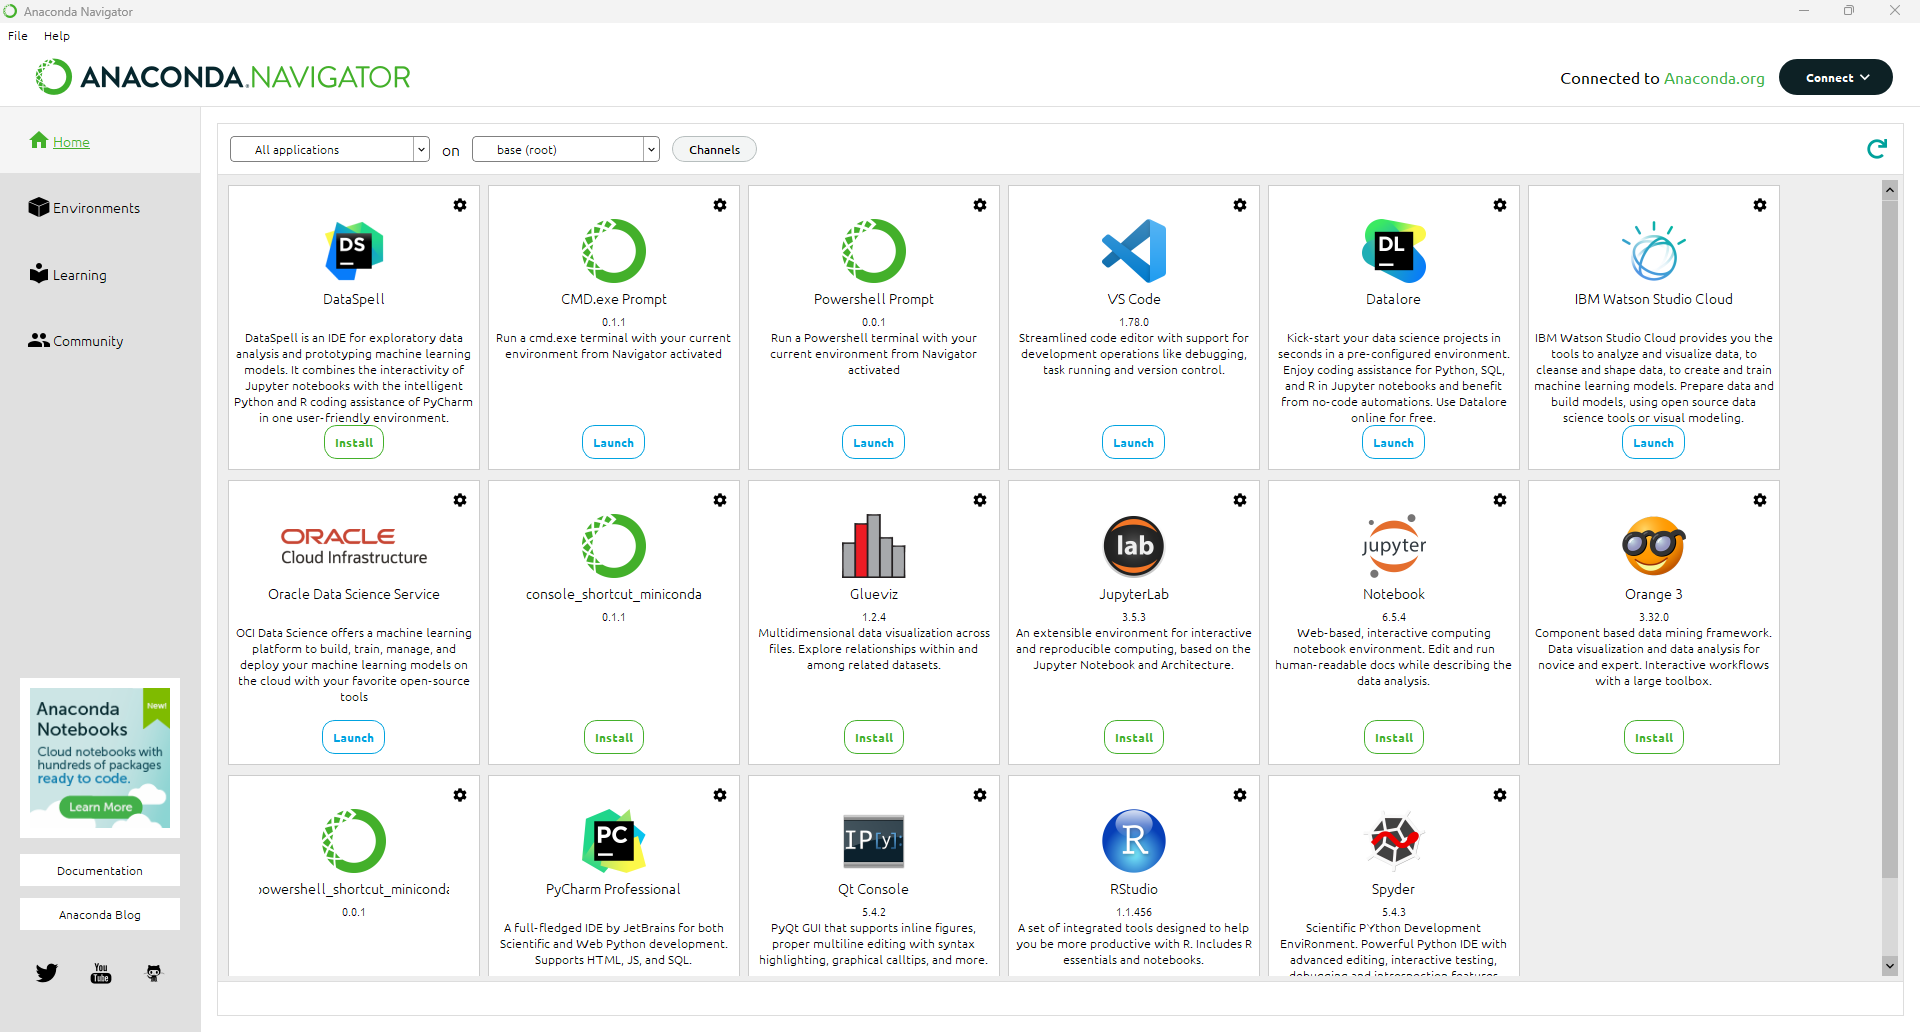 Anaconda Navigator
File Help
ANACONDA.NAVIGATOR
Connected to Anaconda.org
Connect
Home
Environments
Learning
Community
All applications
on
base (root)
Channels
DS
DataSpell
DataSpell is an IDE for exploratory data
analysis and prototyping machine learning
models. It combines the interactivity of
Jupyter notebooks with the intelligent
Python and R coding assistance of PyCharm
in one user-friendly environment.
Install
CMD.exe Prompt
0.1.1
Run a cmd.exe terminal with your current
environment from Navigator activated
Launch
Powershell Prompt
0.0.1
Run a Powershell terminal with your
current environment from Navigator
activated
Launch
VS Code
1.78.0
Streamlined code editor with support for
development operations like debugging,
task running and version control.
Launch
DL
Datalore
Kick-start your data science projects in
seconds in a pre-configured environment.
Enjoy coding assistance for Python, SQL,
and R in Jupyter notebooks and benefit
from no-code automations. Use Datalore
online for free.
Launch
IBM Watson Studio Cloud
IBM Watson Studio Cloud provides you the
tools to analyze and visualize data, to
cleanse and shape data, to create and train
machine learning models. Prepare data and
build models, using open source data
science tools or visual modeling.
Launch
ORACLE
Cloud Infrastructure
Oracle Data Science Service
OCI Data Science offers a machine learning
platform to build, train, manage, and
deploy your machine learning models on
the cloud with your favorite open-source
tools
Launch
console_shortcut_miniconda
0.1.1
Install
Glueviz
1.2.4
Multidimensional data visualization across
files. Explore relationships within and
among related datasets.
Install
lab
JupyterLab
3.5.3
An extensible environment for interactive
and reproducible computing, based on the
Jupyter Notebook and Architecture.
Install
jupyter
Notebook
6.5.4
Web-based, interactive computing
notebook environment. Edit and run
human-readable docs while describing the
data analysis.
Install
Orange 3
3.32.0
Component based data mining framework.
Data visualization and data analysis for
novice and expert. Interactive workflows
with a large toolbox.
Install
powershell_shortcut_miniconda
0.0.1
PC
PyCharm Professional
A full-fledged IDE by JetBrains for both
Scientific and Web Python development.
Supports HTML, JS, and SQL.
IP[y]:
Qt Console
5.4.2
PyQt GUI that supports inline figures,
proper multiline editing with syntax
highlighting, graphical calltips, and more.
R
RStudio
1.1.456
A set of integrated tools designed to help
you be more productive with R. Includes R
essentials and notebooks.
Spyder
5.4.3
Scientific PYthon Development
EnviRonment. Powerful Python IDE with
advanced editing, interactive testing,
debugging and introspection features
Anaconda
Notebooks
New!
Cloud notebooks with
hundreds of packages
ready to code.
Learn More
Documentation
Anaconda Blog
You
Tube